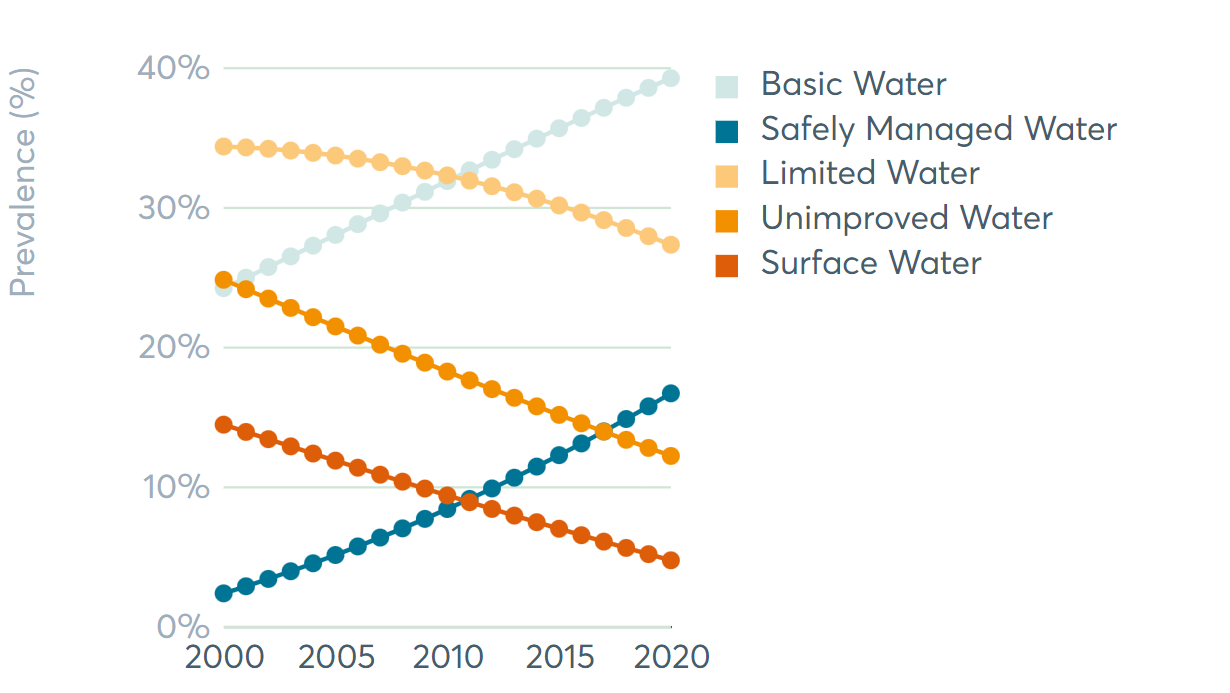 Prevalence (%)
40%
30%
20%
10%
0%
2000 2005 2010 2015 2020
Basic Water
Safely Managed Water
Limited Water
Unimproved Water
Surface Water